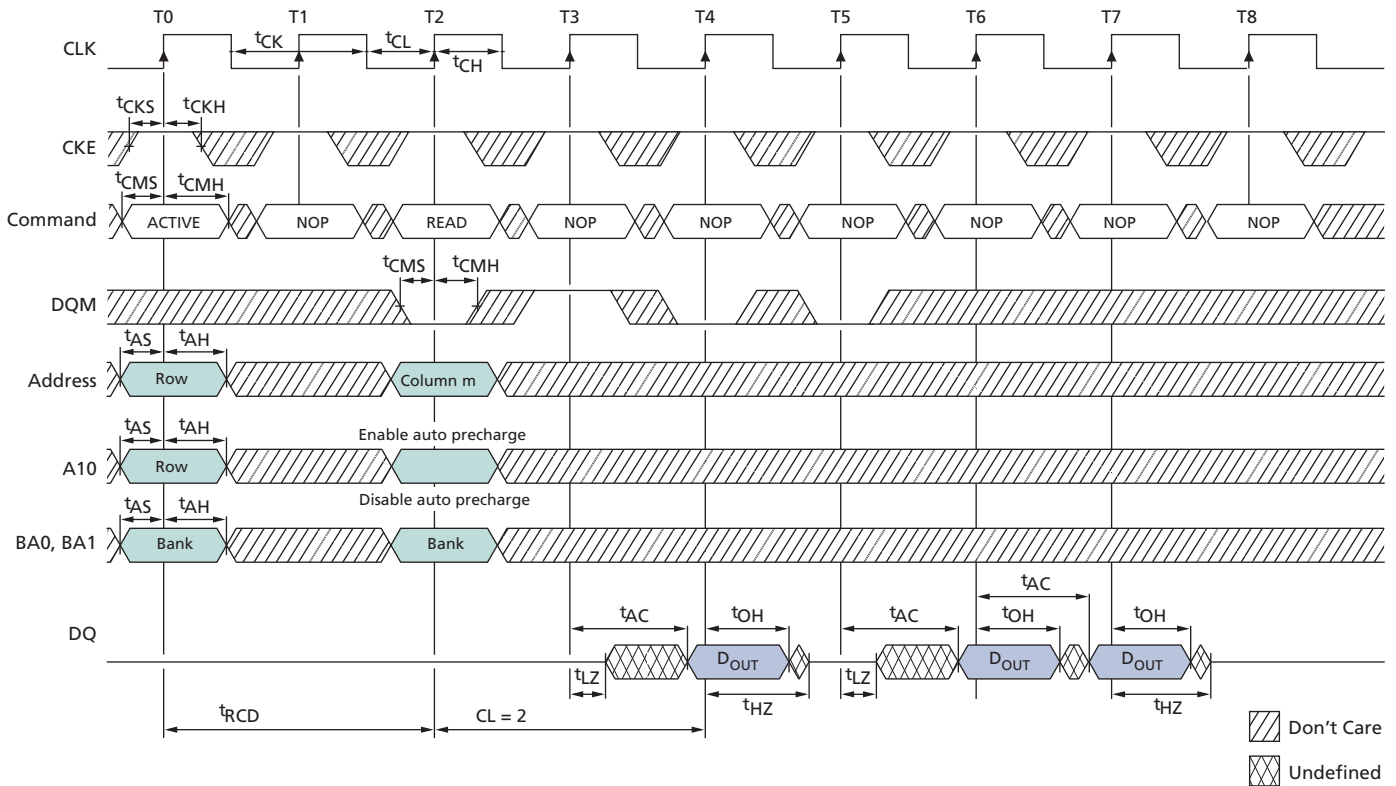 T0 T1 T2 T3 T4 T5 T6 T7 T8
CLK tCK tCL
tCH
tCKS tCKH
CKE
tCMS tCMH
Command ACTIVE NOP READ NOP NOP NOP NOP NOP NOP
tCMS tCMH
DQM
tAS tAH
Address Row Column m
tAS tAH Enable auto precharge
A10 Row
tAS tAH Disable auto precharge
BA0, BA1 Bank Bank
tAC
tAC tOH tAC tOH tOH
DQ
DOUT DOUT DOUT
tLZ tLZ
tHZ tHZ
tRCD CL = 2
Don't Care
Undefined